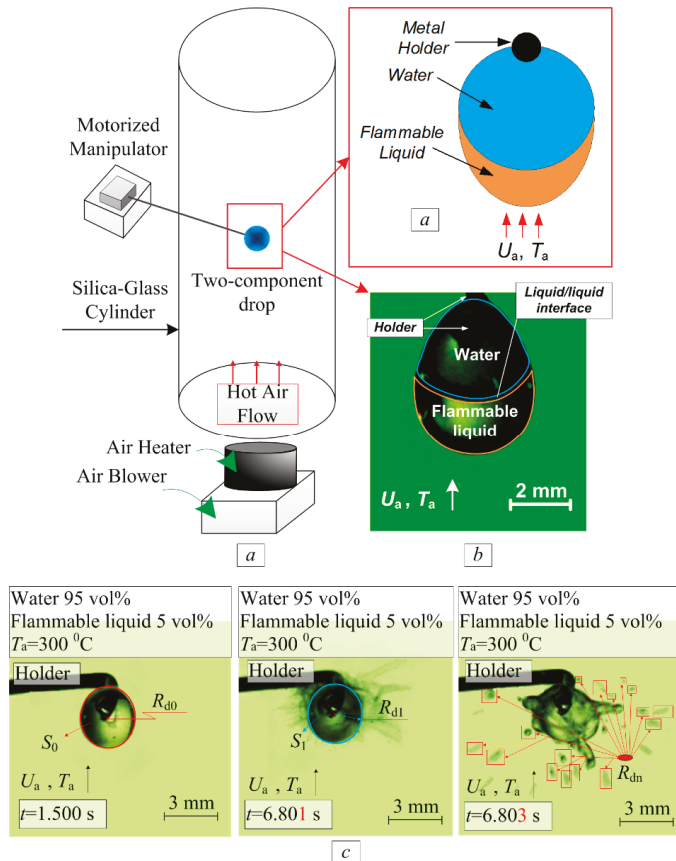 Motorized
Manipulator
Silica-Glass
Cylinder
Two-component
drop
Hot Air
Flow
Air Heater
Air Blower
a
Metal
Holder
Water
Flammable
Liquid
a
Ua, Ta
Liquid/liquid
interface
Holder
Water
Flammable
liquid
Ua , Ta
2 mm
b
Water 95 vol%
Flammable liquid 5 vol%
Ta=300 ⁰C
Holder
Rd0
S0
Ua , Ta
t=1.500 s
3 mm
Water 95 vol%
Flammable liquid 5 vol%
Ta=300 ⁰C
Holder
Rd1
S1
Ua , Ta
t=6.801 s
3 mm
Water 95 vol%
Flammable liquid 5 vol%
Ta=300 ⁰C
Holder
Rdn
Ua , Ta
t=6.803 s
3 mm
c